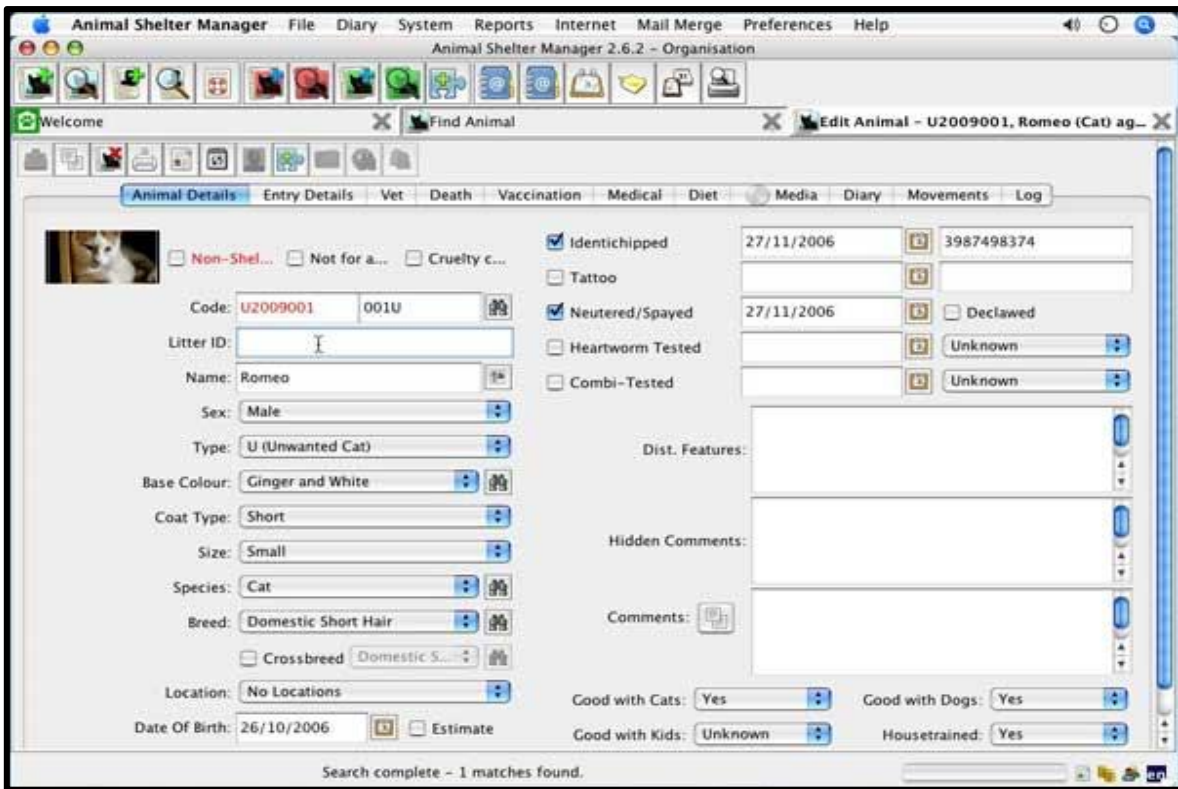 Animal Shelter Manager File Diary System Reports Internet Mail Merge Preferences Help
Animal Shelter Manager 2.6.2 – Organisation
Welcome Find Animal Edit Animal – U2009001, Romeo (Cat) ag...
Animal Details Entry Details Vet Death Vaccination Medical Diet Media Diary Movements Log
Non-Shel... Not for a... Cruelty c...
Code: U2009001 001U
Litter ID:
Name: Romeo
Sex: Male
Type: U (Unwanted Cat)
Base Colour: Ginger and White
Coat Type: Short
Size: Small
Species: Cat
Breed: Domestic Short Hair
Crossbreed Domestic S...
Location: No Locations
Date Of Birth: 26/10/2006 Estimate
Identichipped 27/11/2006 3987498374
Tattoo
Neutered/Spayed 27/11/2006 Declawed
Heartworm Tested Unknown
Combi-Tested Unknown
Dist. Features:
Hidden Comments:
Comments:
Good with Cats: Yes Good with Dogs: Yes
Good with Kids: Unknown Housetrained: Yes
Search complete – 1 matches found.
en